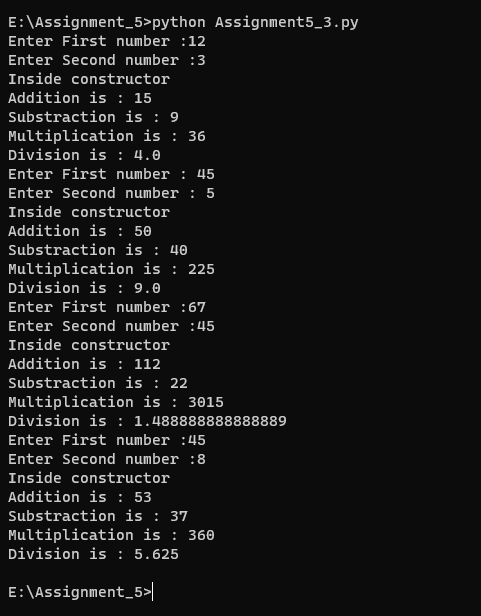 E:\Assignment_5>python Assignment5_3.py
Enter First number :12
Enter Second number :3
Inside constructor
Addition is : 15
Substraction is : 9
Multiplication is : 36
Division is : 4.0
Enter First number : 45
Enter Second number : 5
Inside constructor
Addition is : 50
Substraction is : 40
Multiplication is : 225
Division is : 9.0
Enter First number :67
Enter Second number :45
Inside constructor
Addition is : 112
Substraction is : 22
Multiplication is : 3015
Division is : 1.488888888888889
Enter First number :45
Enter Second number :8
Inside constructor
Addition is : 53
Substraction is : 37
Multiplication is : 360
Division is : 5.625
E:\Assignment_5>